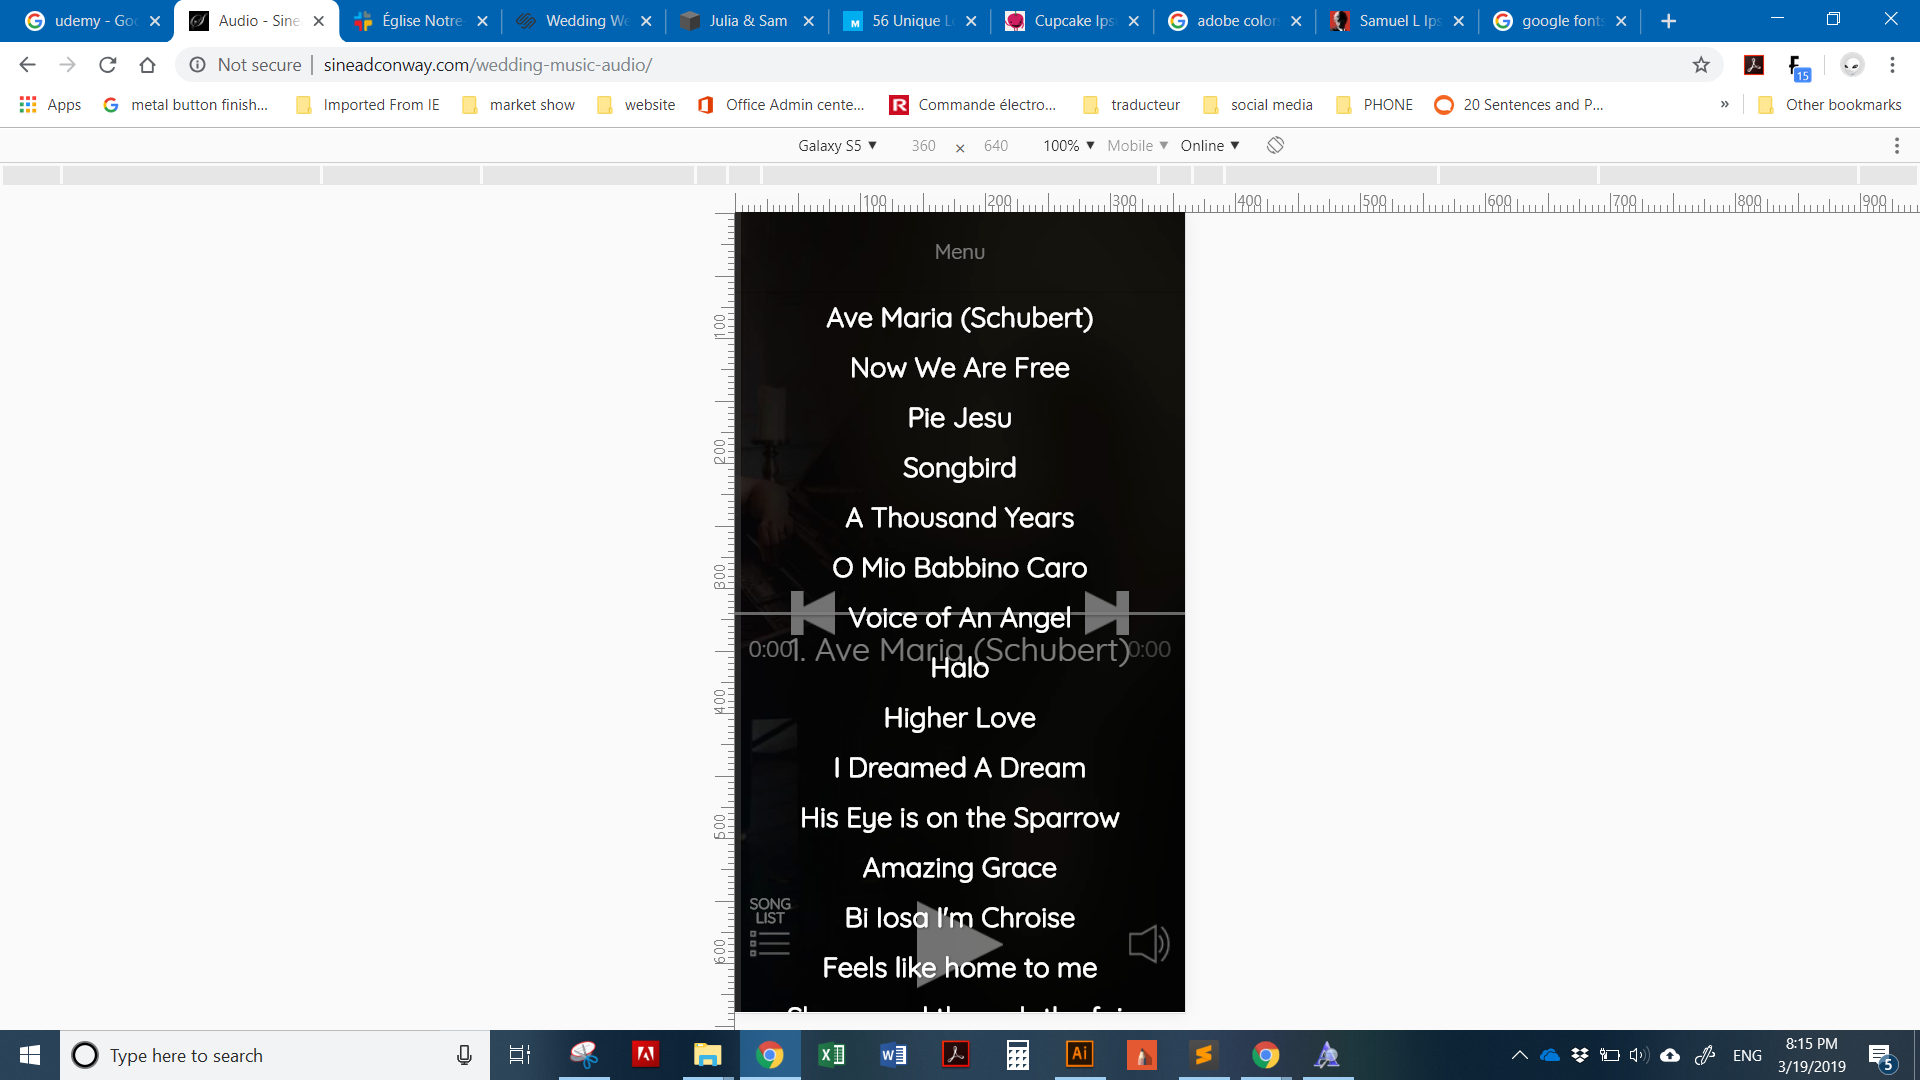 udemy - Goo
Audio - Sine
Église Notre-
Wedding We
Julia & Sam
56 Unique Lo
Cupcake Ips
adobe color
Samuel L Ips
google fonts
Not secure | sineadconway.com/wedding-music-audio/
15
Apps
metal button finish...
Imported From IE
market show
website
Office Admin cente...
Commande électro...
traducteur
social media
PHONE
20 Sentences and P...
»
Other bookmarks
Galaxy S5 ▼ 360 × 640 100% ▼ Mobile ▼ Online ▼
100 200 300 400 500 600 700 800 900
100
200
300
400
500
600
Menu
Ave Maria (Schubert)
Now We Are Free
Pie Jesu
Songbird
A Thousand Years
O Mio Babbino Caro
Voice of An Angel
0:00
1. Ave Maria (Schubert)
0:00
Halo
Higher Love
I Dreamed A Dream
His Eye is on the Sparrow
Amazing Grace
SONG
LIST
Bi Iosa I'm Chroise
Feels like home to me
Type here to search
ENG
8:15 PM
3/19/2019
5